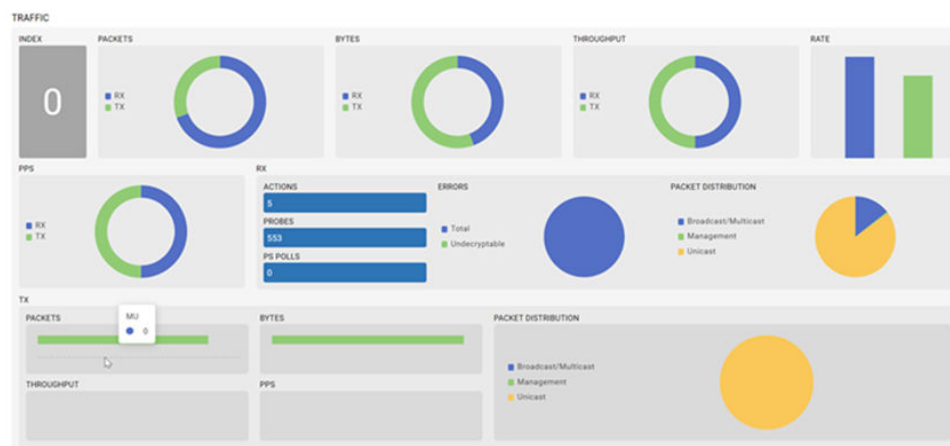 TRAFFIC
INDEX PACKETS BYTES THROUGHPUT RATE
0
RX
TX
RX
TX
RX
TX
PPS
RX
TX
RX
ACTIONS
5
PROBES
553
PS POLLS
0
ERRORS
Total
Undecryptable
PACKET DISTRIBUTION
Broadcast/Multicast
Management
Unicast
TX
PACKETS
MU
0
BYTES
THROUGHPUT
PPS
PACKET DISTRIBUTION
Broadcast/Multicast
Management
Unicast